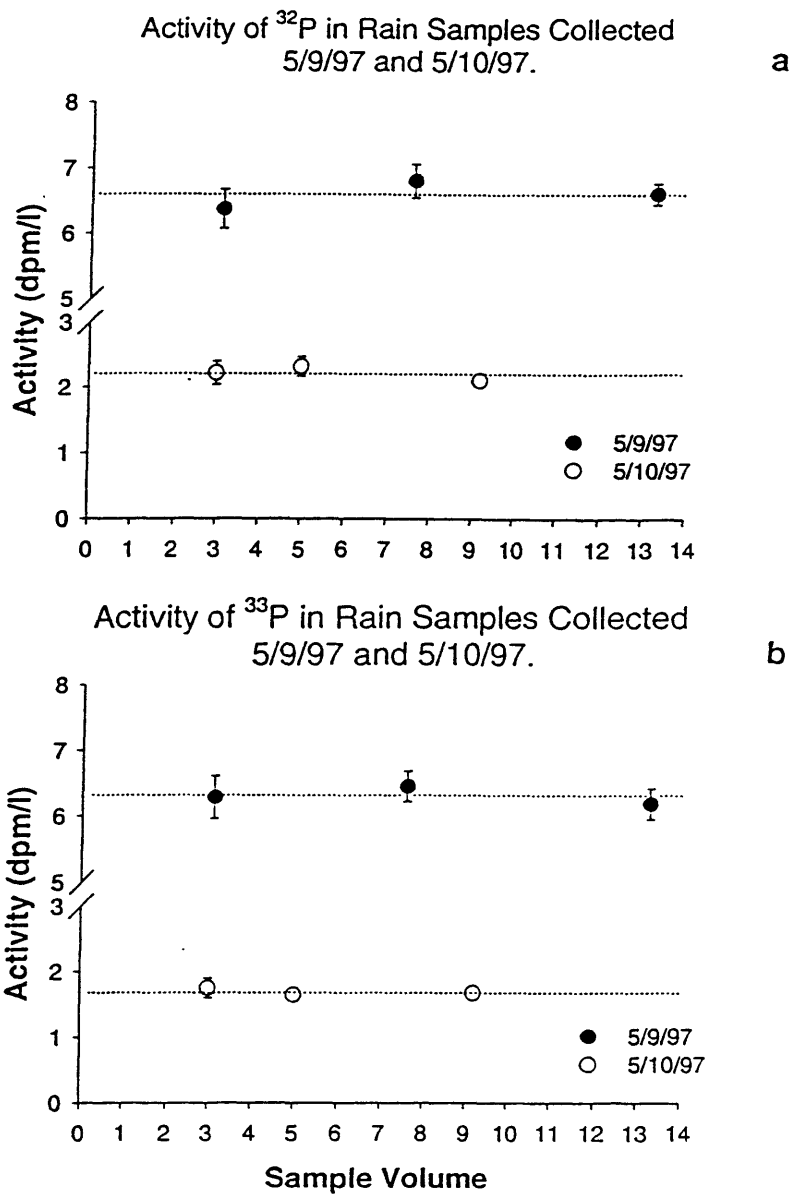 Activity of ³²P in Rain Samples Collected
5/9/97 and 5/10/97.
a
8
7
6
5
3
2
1
0
Activity (dpm/l)
5/9/97
5/10/97
0 1 2 3 4 5 6 7 8 9 10 11 12 13 14
Activity of ³³P in Rain Samples Collected
5/9/97 and 5/10/97.
b
8
7
6
5
3
2
1
0
Activity (dpm/l)
5/9/97
5/10/97
0 1 2 3 4 5 6 7 8 9 10 11 12 13 14
Sample Volume